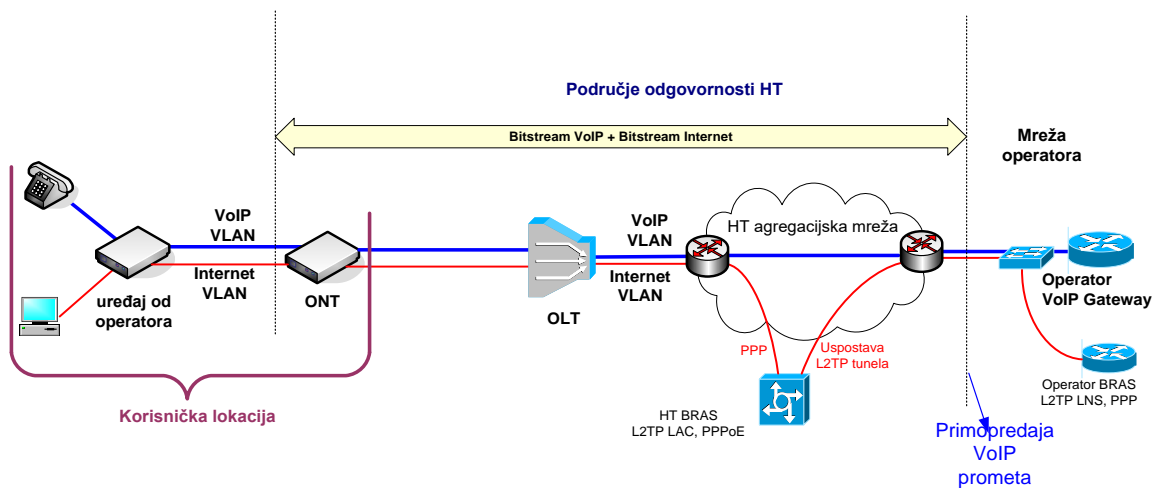 Područje odgovornosti HT
Bitstream VoIP + Bitstream Internet
Mreža
operatora
VoIP
VLAN
Internet
VLAN
uređaj od
operatora
ONT
OLT
VoIP
VLAN
Internet
VLAN
HT agregacijska mreža
Operator
VoIP Gateway
PPP
Uspostava
L2TP tunela
HT BRAS
L2TP LAC, PPPoE
Operator BRAS
L2TP LNS, PPP
Korisnička lokacija
Primopredaja
VoIP
prometa